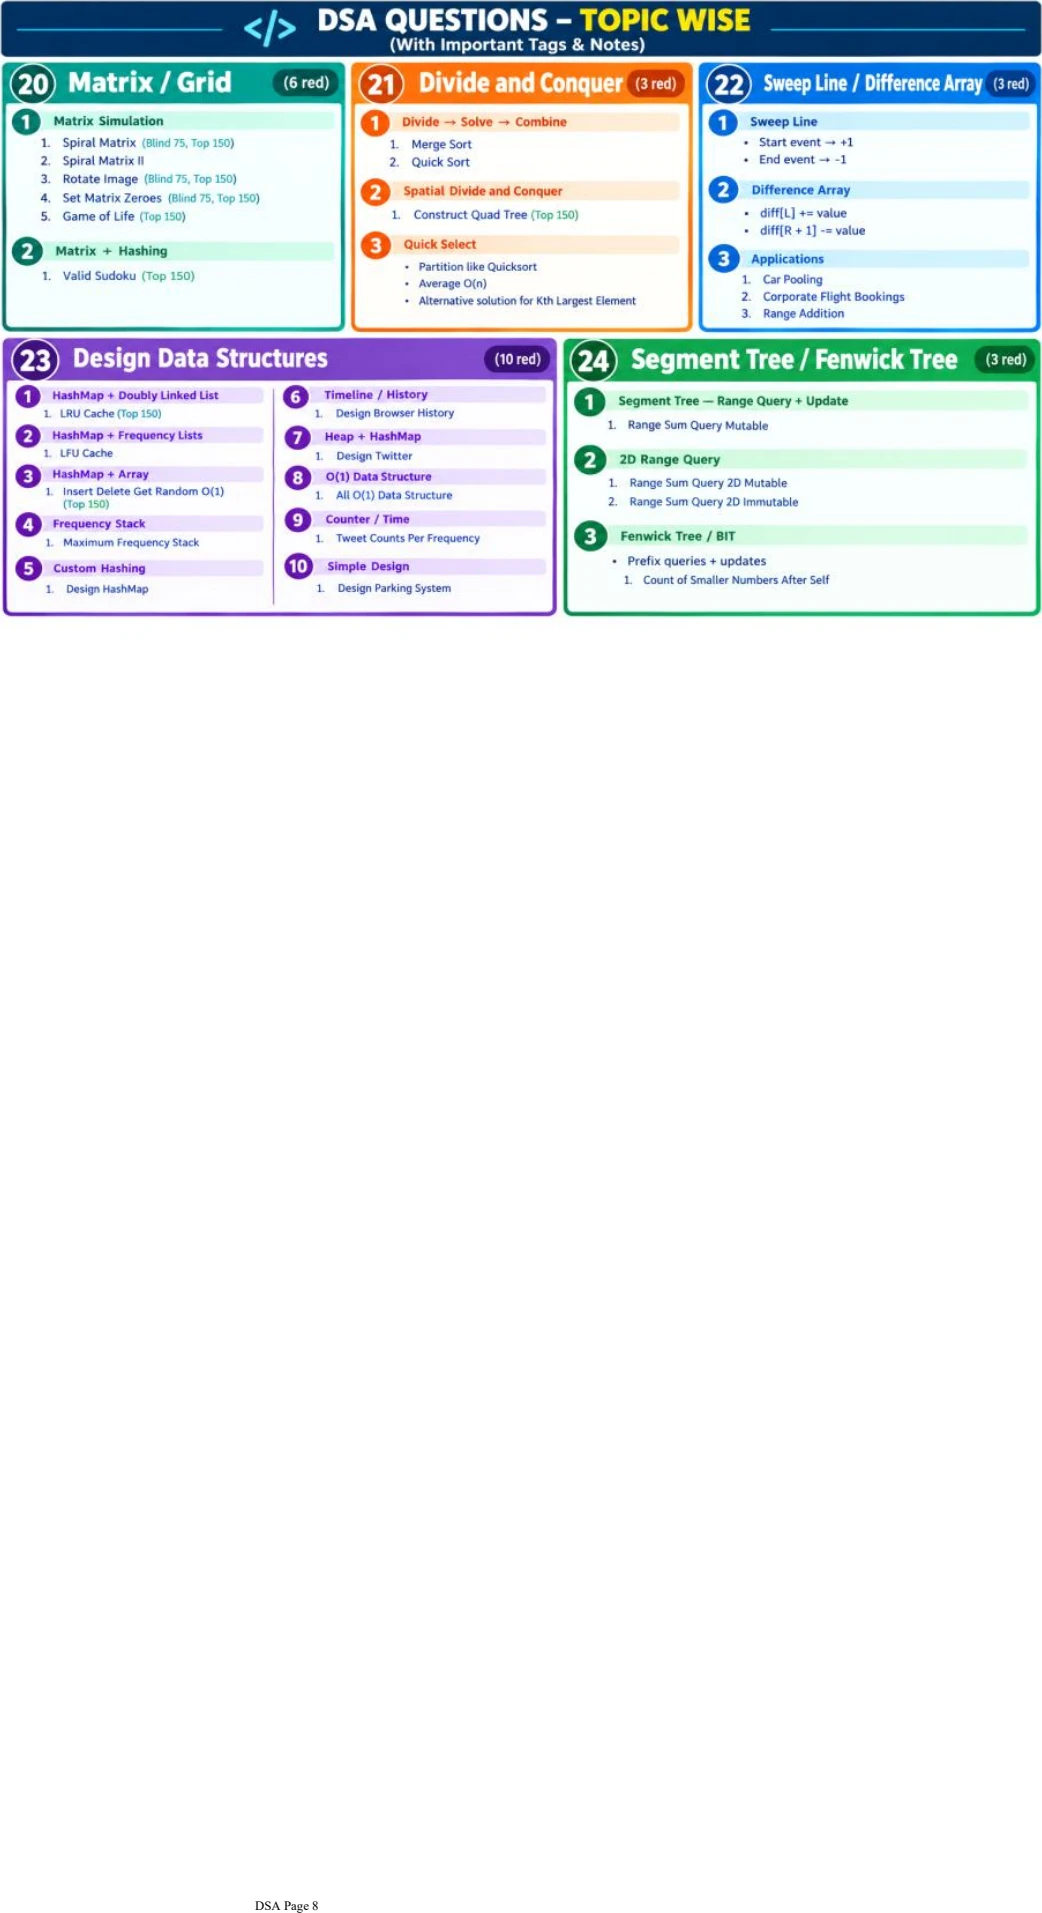 </> DSA QUESTIONS – TOPIC WISE
(With Important Tags & Notes)
20 Matrix / Grid (6 red)
1 Matrix Simulation
1. Spiral Matrix (Blind 75, Top 150)
2. Spiral Matrix II
3. Rotate Image (Blind 75, Top 150)
4. Set Matrix Zeroes (Blind 75, Top 150)
5. Game of Life (Top 150)
2 Matrix + Hashing
1. Valid Sudoku (Top 150)
21 Divide and Conquer (3 red)
1 Divide → Solve → Combine
1. Merge Sort
2. Quick Sort
2 Spatial Divide and Conquer
1. Construct Quad Tree (Top 150)
3 Quick Select
• Partition like Quicksort
• Average O(n)
• Alternative solution for Kth Largest Element
22 Sweep Line / Difference Array (3 red)
1 Sweep Line
• Start event → +1
• End event → -1
2 Difference Array
• diff[L] += value
• diff[R + 1] -= value
3 Applications
1. Car Pooling
2. Corporate Flight Bookings
3. Range Addition
23 Design Data Structures (10 red)
1 HashMap + Doubly Linked List
1. LRU Cache (Top 150)
2 HashMap + Frequency Lists
1. LFU Cache
3 HashMap + Array
1. Insert Delete Get Random O(1)
(Top 150)
4 Frequency Stack
1. Maximum Frequency Stack
5 Custom Hashing
1. Design HashMap
6 Timeline / History
1. Design Browser History
7 Heap + HashMap
1. Design Twitter
8 O(1) Data Structure
1. All O(1) Data Structure
9 Counter / Time
1. Tweet Counts Per Frequency
10 Simple Design
1. Design Parking System
24 Segment Tree / Fenwick Tree (3 red)
1 Segment Tree — Range Query + Update
1. Range Sum Query Mutable
2 2D Range Query
1. Range Sum Query 2D Mutable
2. Range Sum Query 2D Immutable
3 Fenwick Tree / BIT
• Prefix queries + updates
1. Count of Smaller Numbers After Self
DSA Page 8